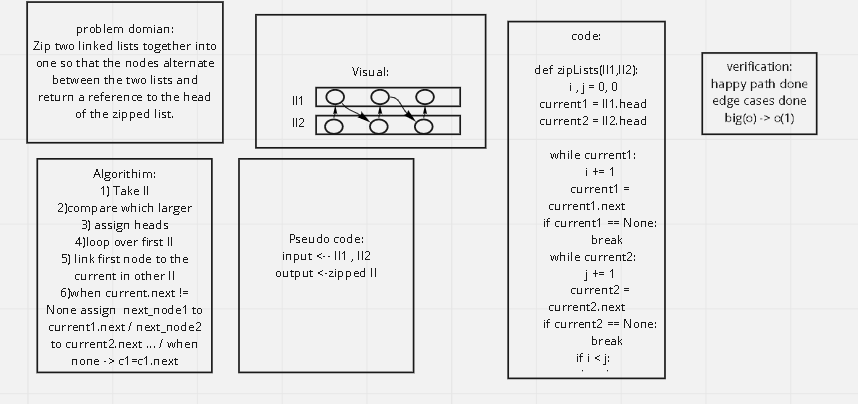 problem domian:
Zip two linked lists together into
one so that the nodes alternate
between the two lists and
return a reference to the head
of the zipped list.
Visual:
ll1
ll2
code:
def zipLists(ll1,ll2):
i , j = 0, 0
current1 = ll1.head
current2 = ll2.head
while current1:
i += 1
current1 =
current1.next
if current1 == None:
break
while current2:
j += 1
current2 =
current2.next
if current2 == None:
break
if i < j:
verification:
happy path done
edge cases done
big(o) -> o(1)
Algorithim:
1) Take ll
2)compare which larger
3) assign heads
4)loop over first ll
5) link first node to the
current in other ll
6)when current.next !=
None assign next_node1 to
current1.next / next_node2
to current2.next ... / when
none -> c1=c1.next
Pseudo code:
input <-- ll1 , ll2
output <-zipped ll